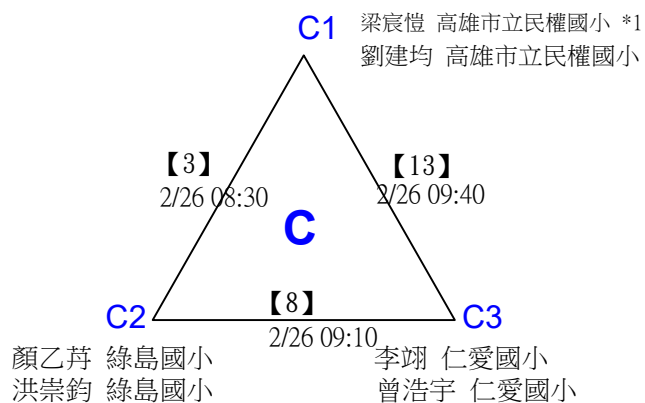 C1
梁宸愷 高雄市立民權國小 *1
劉建均 高雄市立民權國小
【3】
2/26 08:30
【13】
2/26 09:40
C
【8】
2/26 09:10
C2
C3
顏乙荇 綠島國小
洪崇鈞 綠島國小
李翊 仁愛國小
曾浩宇 仁愛國小